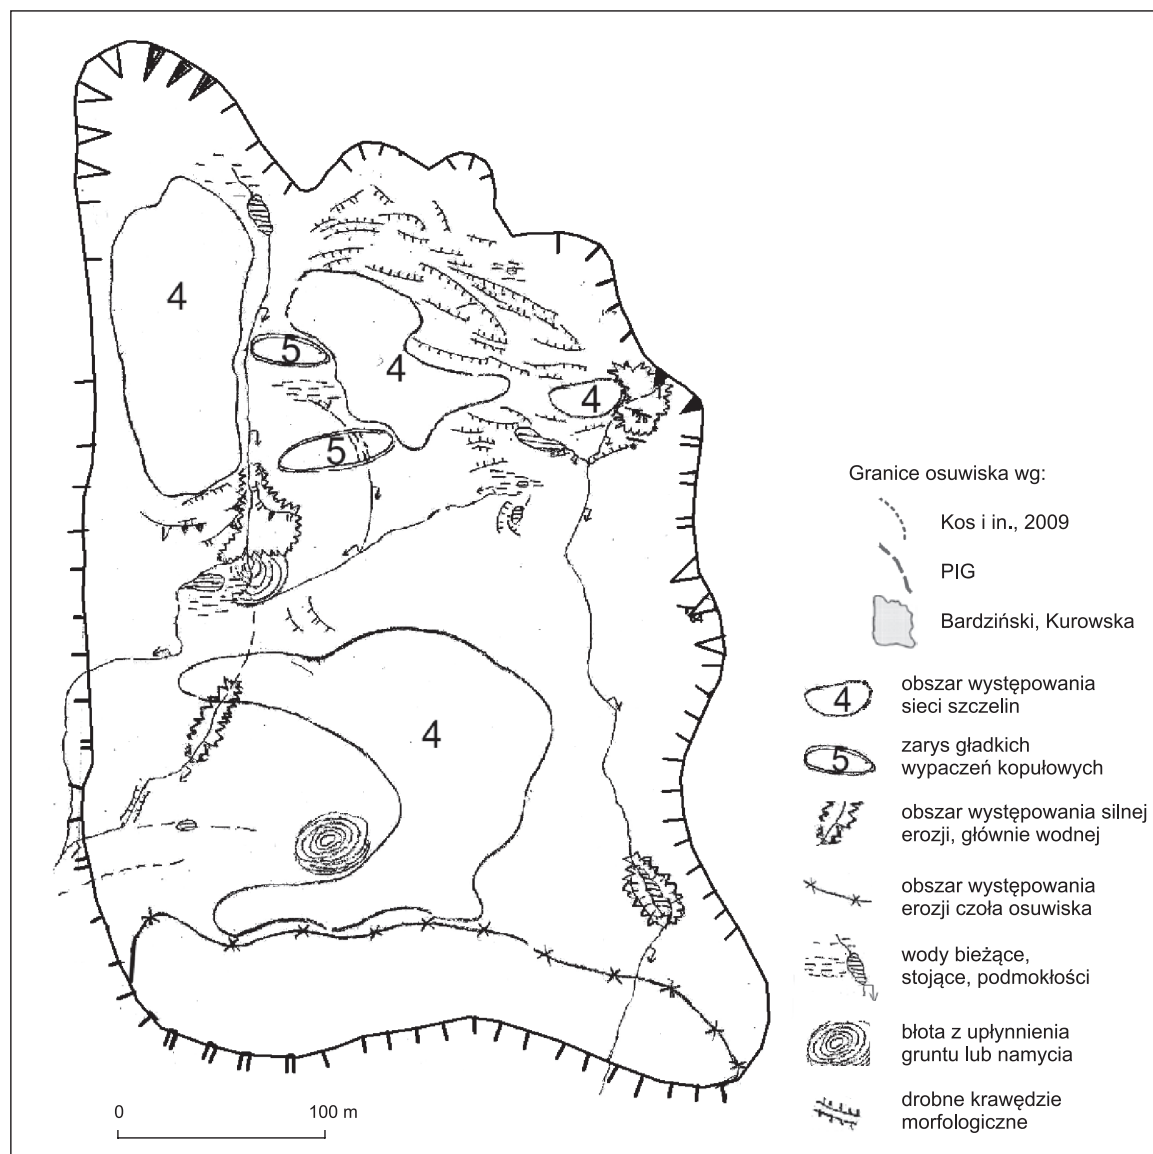 4
5
4
4
5
4
Granice osuwiska wg:
Kos i in., 2009
PIG
Bardziński, Kurowska
4
obszar występowania
sieci szczelin
5
zarys gładkich
wypaczeń kopułowych
obszar występowania silnej
erozji, głównie wodnej
obszar występowania
erozji czoła osuwiska
wody bieżące,
stojące, podmokłości
błota z upłynnienia
gruntu lub namycia
drobne krawędzie
morfologiczne
0 100 m